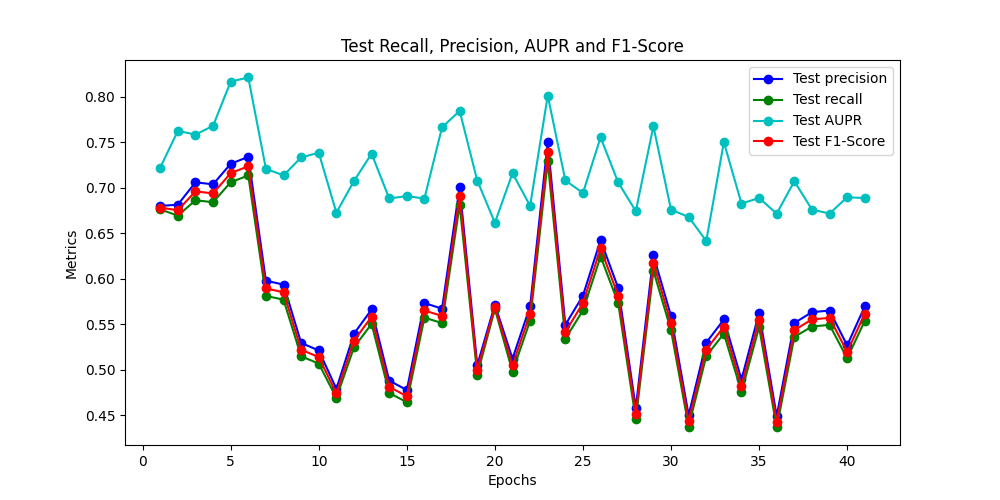 Test Recall, Precision, AUPR and F1-Score
Test precision
Test recall
Test AUPR
Test F1-Score
Metrics
0.80
0.75
0.70
0.65
0.60
0.55
0.50
0.45
0 5 10 15 20 25 30 35 40
Epochs